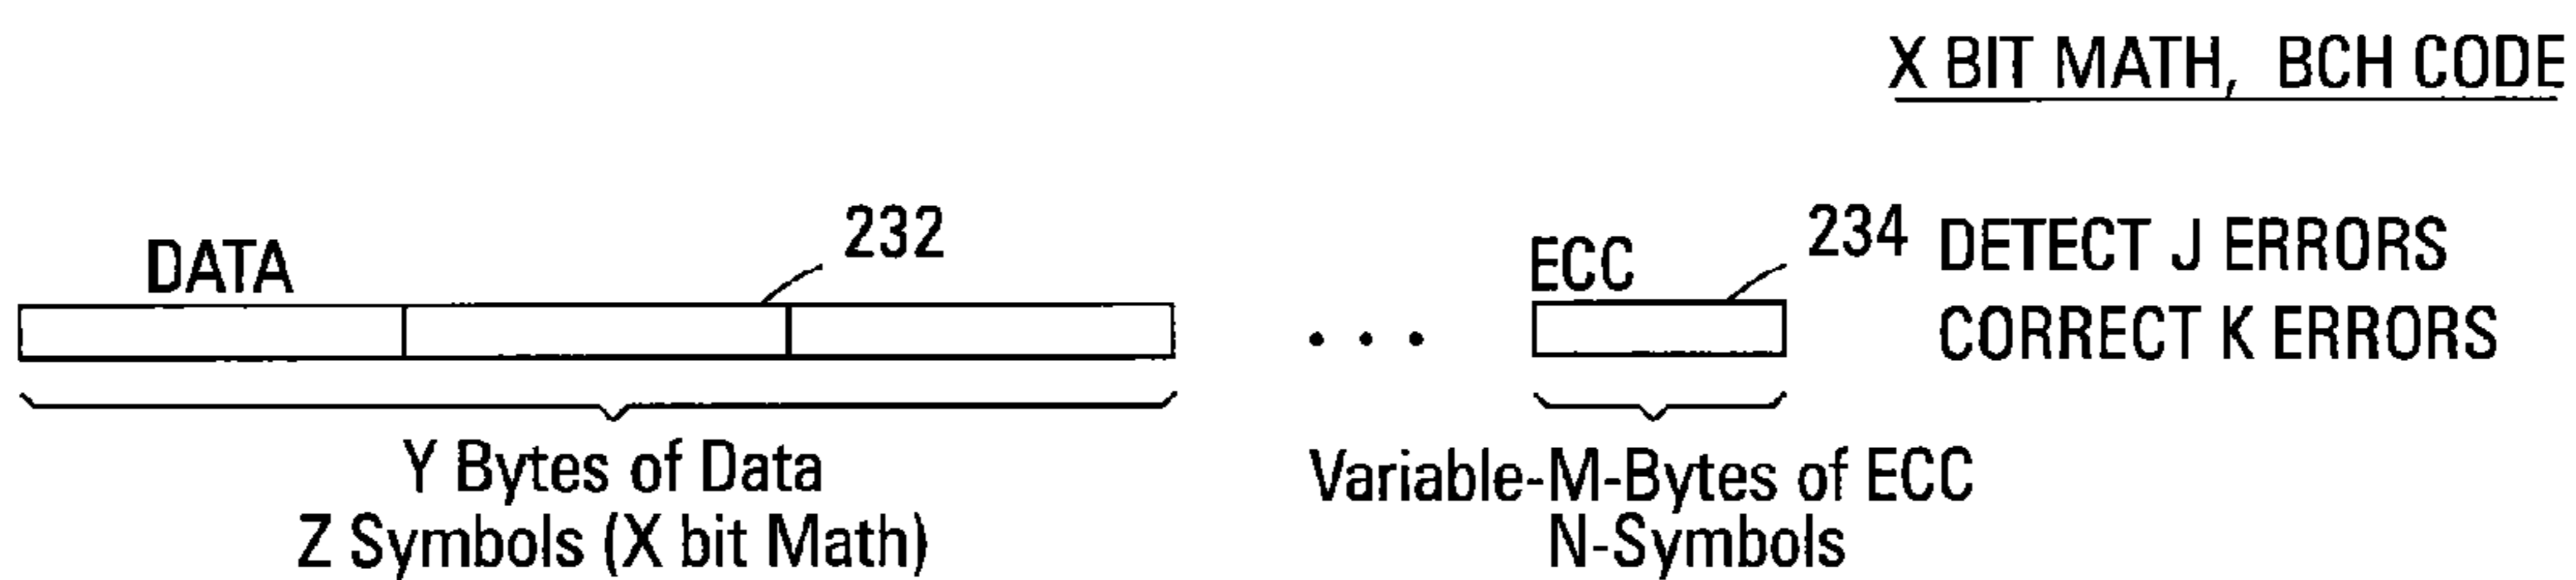 X BIT MATH, BCH CODE
DATA
232
ECC
234
DETECT J ERRORS
CORRECT K ERRORS
Y Bytes of Data
Z Symbols (X bit Math)
Variable-M-Bytes of ECC
N-Symbols